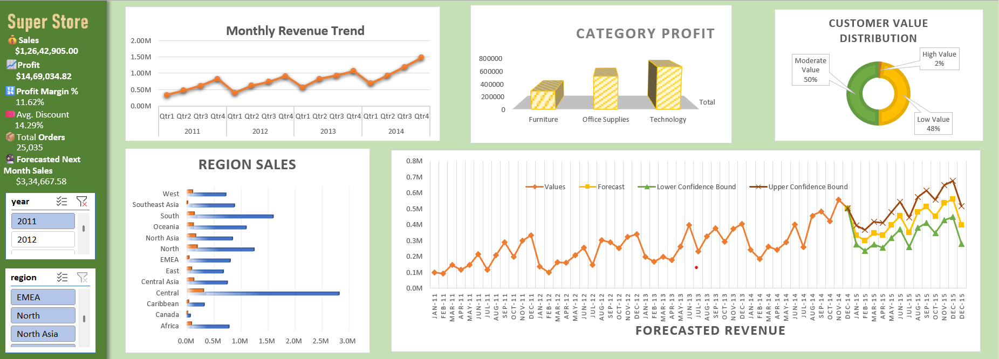 Super Store
Sales
$1,26,42,905.00
Profit
$14,69,034.82
Profit Margin %
11.62%
Avg. Discount
14.29%
Total Orders
25,035
Forecasted Next
Month Sales
$3,34,667.58
year
2011
2012
region
EMEA
North
North Asia
Monthly Revenue Trend
2.00M
1.50M
1.00M
0.50M
0.00M
Qtr1 Qtr2 Qtr3 Qtr4 Qtr1 Qtr2 Qtr3 Qtr4 Qtr1 Qtr2 Qtr3 Qtr4 Qtr1 Qtr2 Qtr3 Qtr4
2011 2012 2013 2014
CATEGORY PROFIT
800000
600000
400000
200000
0
Total
Furniture Office Supplies Technology
CUSTOMER VALUE
DISTRIBUTION
Moderate
Value
50%
High Value
2%
Low Value
48%
REGION SALES
West
Southeast Asia
South
Oceania
North Asia
North
EMEA
East
Central Asia
Central
Caribbean
Canada
Africa
0.0M 0.5M 1.0M 1.5M 2.0M 2.5M 3.0M
0.8M
0.7M
0.6M
0.5M
0.4M
0.3M
0.2M
0.1M
0.0M
Values Forecast Lower Confidence Bound Upper Confidence Bound
JAN-11 FEB-11 MAR-11 APR-11 MAY-11 JUN-11 JUL-11 AUG-11 SEP-11 OCT-11 NOV-11 DEC-11 JAN-12 FEB-12 MAR-12 APR-12 MAY-12 JUN-12 JUL-12 AUG-12 SEP-12 OCT-12 NOV-12 DEC-12 JAN-13 FEB-13 MAR-13 APR-13 MAY-13 JUN-13 JUL-13 AUG-13 SEP-13 OCT-13 NOV-13 DEC-13 JAN-14 FEB-14 MAR-14 APR-14 MAY-14 JUN-14 JUL-14 AUG-14 SEP-14 OCT-14 NOV-14 DEC-14 JAN-15 FEB-15 MAR-15 APR-15 MAY-15 JUN-15 JUL-15 AUG-15 SEP-15 OCT-15 NOV-15 DEC-15 DEC-15
FORECASTED REVENUE